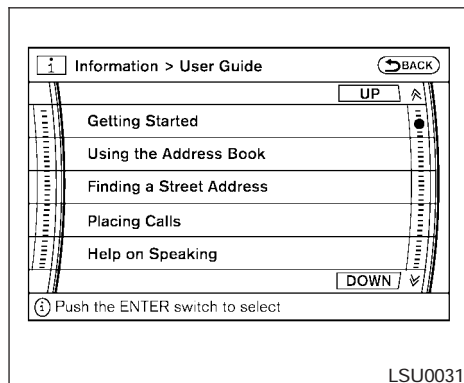 i Information > User Guide BACK
UP
Getting Started
Using the Address Book
Finding a Street Address
Placing Calls
Help on Speaking
DOWN
i Push the ENTER switch to select
LSU0031